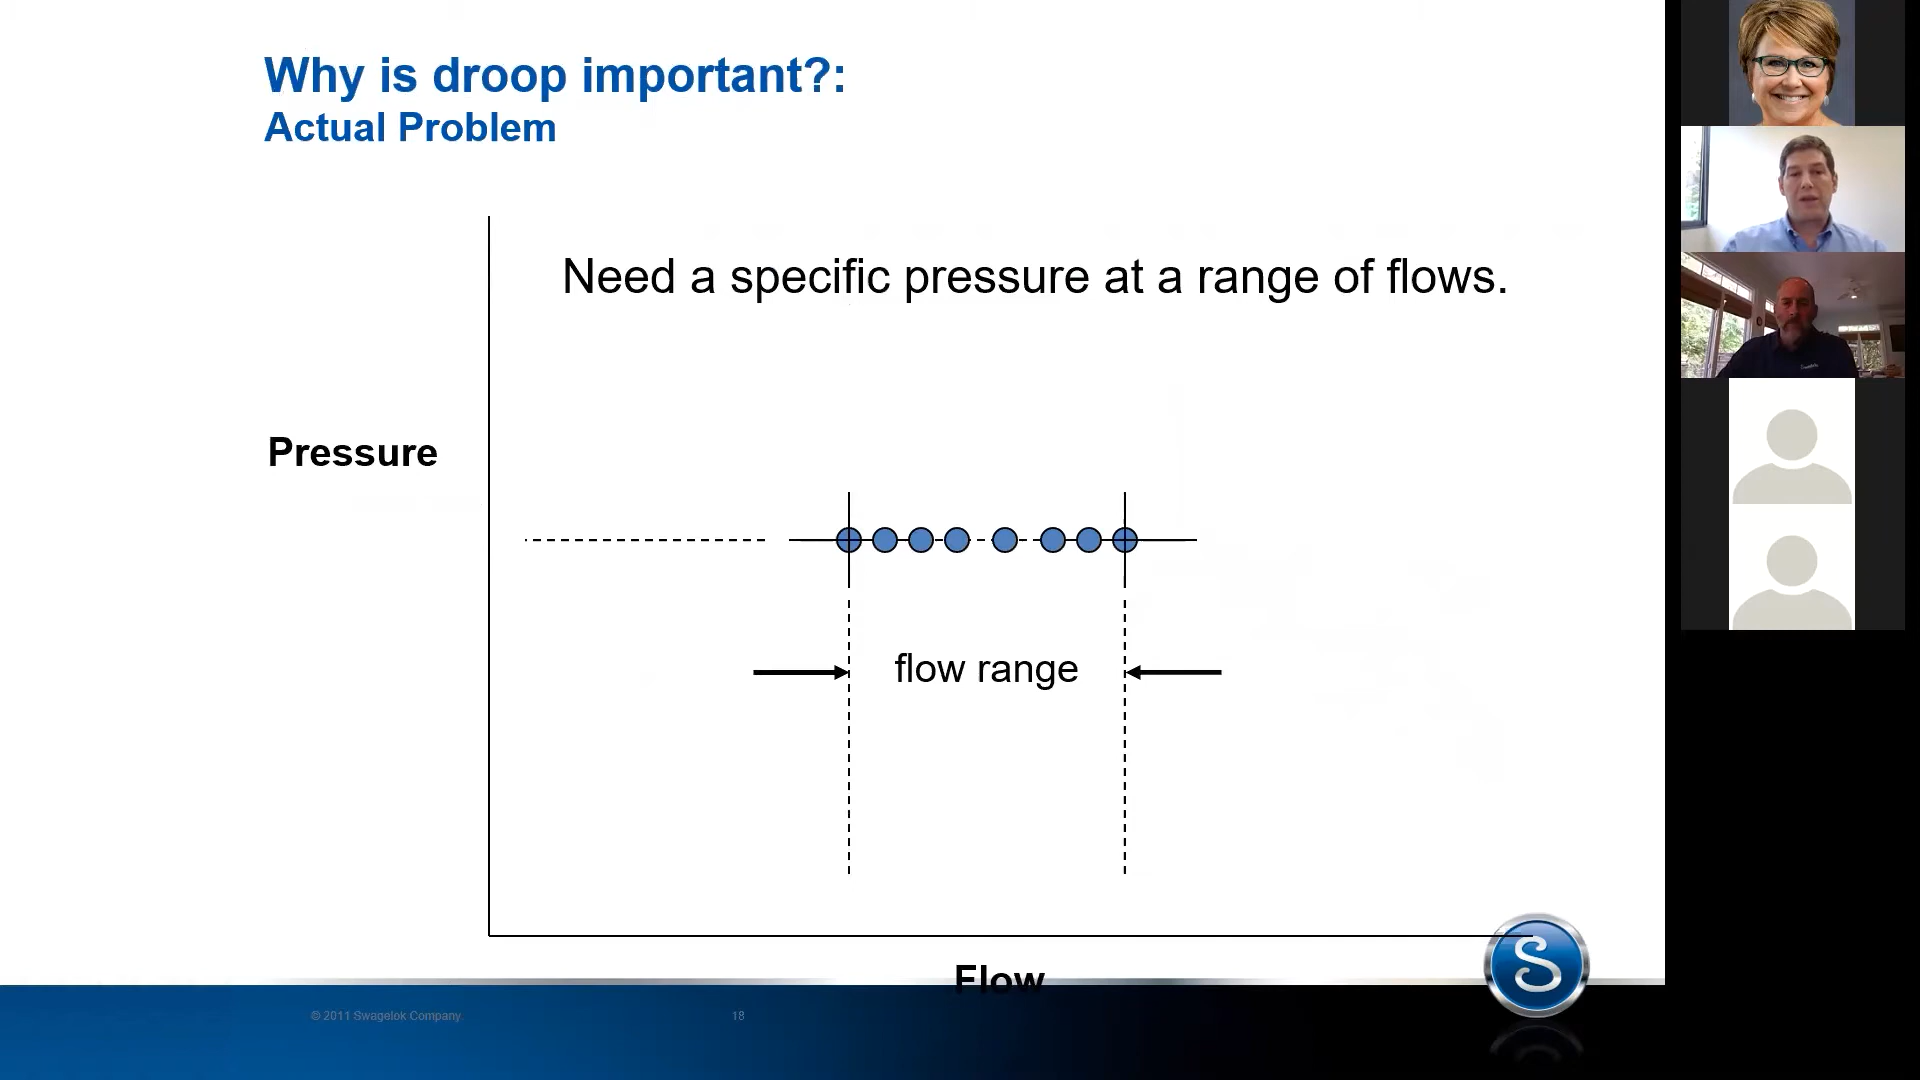 Why is droop important?:
Actual Problem
Need a specific pressure at a range of flows.
Pressure
flow range
Flow
© 2011 Swagelok Company.
18
S